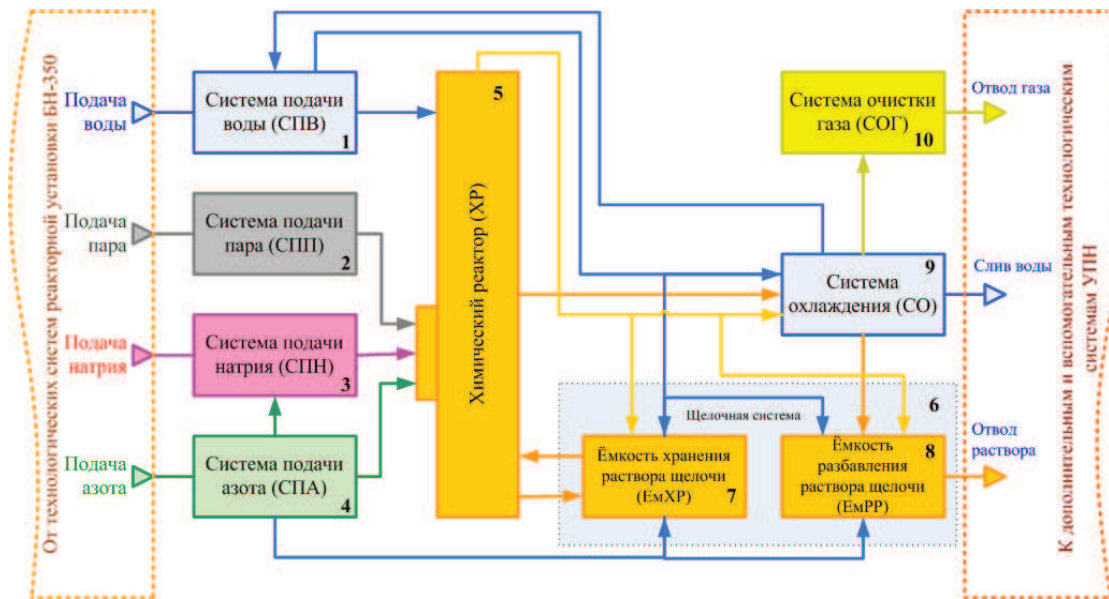 От технологических систем реакторной установки БН-350
Подача
воды
Система подачи
воды (СПВ)
1
Подача
пара
Система подачи
пара (СПП)
2
Подача
натрия
Система подачи
натрия (СПН)
3
Подача
азота
Система подачи
азота (СПА)
4
5
Химический реактор (ХР)
Система очистки
газа (СОГ)
10
Отвод газа
9
Система
охлаждения (СО)
Слив воды
Щелочная система
6
Ёмкость хранения
раствора щелочи
(ЕмХР)
7
Ёмкость
разбавления
раствора щелочи
(ЕмРР)
8
Отвод
раствора
К дополнительным и вспомогательным технологическим
системам УПН